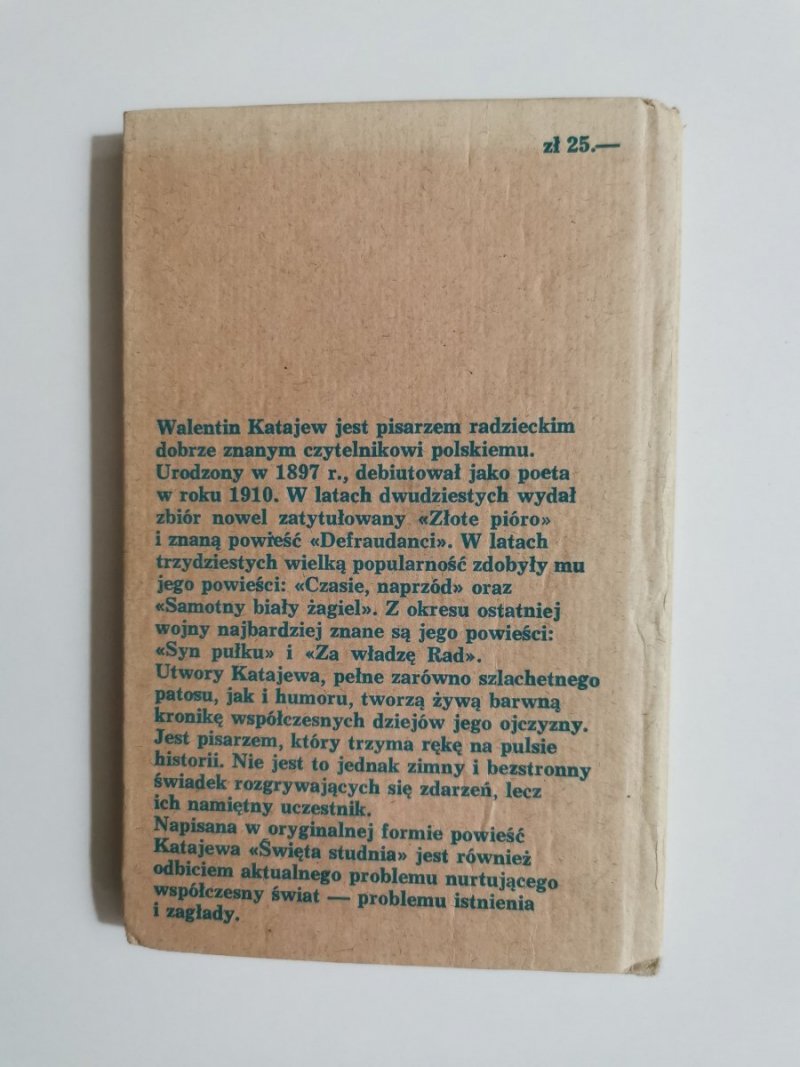 zł 25.—
Walentin Katajew jest pisarzem radzieckim
dobrze znanym czytelnikowi polskiemu.
Urodzony w 1897 r., debiutował jako poeta
w roku 1910. W latach dwudziestych wydał
zbiór nowel zatytułowany «Złote pióro»
i znaną powieść «Defraudanci». W latach
trzydziestych wielką popularność zdobyły mu
jego powieści: «Czasie, naprzód» oraz
«Samotny biały żagiel». Z okresu ostatniej
wojny najbardziej znane są jego powieści:
«Syn pułku» i «Za władzę Rad».
Utwory Katajewa, pełne zarówno szlachetnego
patosu, jak i humoru, tworzą żywą barwną
kronikę współczesnych dziejów jego ojczyzny.
Jest pisarzem, który trzyma rękę na pulsie
historii. Nie jest to jednak zimny i bezstronny
świadek rozgrywających się zdarzeń, lecz
ich namiętny uczestnik.
Napisana w oryginalnej formie powieść
Katajewa «Święta studnia» jest również
odbiciem aktualnego problemu nurtującego
współczesny świat — problemu istnienia
i zagłady.